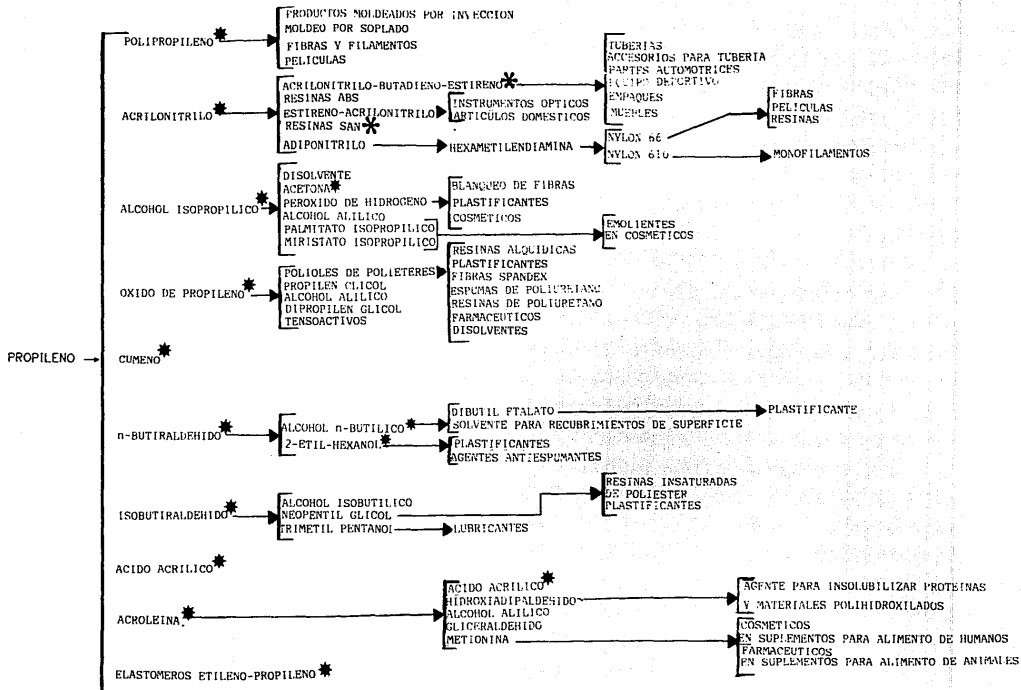 PROPILENO
POLIPROPILENO*
PRODUCTOS MOLDEADOS POR INYECCION
MOLDEO POR SOPLADO
FIBRAS Y FILAMENTOS
PELICULAS
ACRILONITRILO*
ACRILONITRILO-BUTADIENO-ESTIRENO*
RESINAS ABS
ESTIRENO-ACRILONITRILO
RESINAS SAN*
ADIPONITRILO
TUBERIAS
ACCESORIOS PARA TUBERIA
PARTES AUTOMOTRICES
EQUIPO DEPORTIVO
EMPAQUES
MUEBLES
INSTRUMENTOS OPTICOS
ARTICULOS DOMESTICOS
HEXAMETILENDIAMINA
NYLON 66
NYLON 610
FIBRAS
PELICULAS
RESINAS
MONOFILAMENTOS
ALCOHOL ISOPROPILICO*
DISOLVENTE
ACETONA*
PEROXIDO DE HIDROGENO
ALCOHOL ALILICO
PALMITATO ISOPROPILICO
MIRISTATO ISOPROPILICO
BLANQUEO DE FIBRAS
PLASTIFICANTES
COSMETICOS
EMOLIENTES
EN COSMETICOS
OXIDO DE PROPILENO*
POLIOLES DE POLIETERES
PROPILEN GLICOL
ALCOHOL ALILICO
DIPROPILEN GLICOL
TENSOACTIVOS
RESINAS ALQUIDICAS
PLASTIFICANTES
FIBRAS SPANDEX
ESPUMAS DE POLIURETANO
RESINAS DE POLIURETANO
FARMACEUTICOS
DISOLVENTES
CUMENO*
n-BUTIRALDEHIDO*
ALCOHOL n-BUTILICO*
2-ETIL-HEXANOL*
DIBUTIL FTALATO
SOLVENTE PARA RECUBRIMIENTOS DE SUPERFICIE
PLASTIFICANTE
PLASTIFICANTES
AGENTES ANTIESPUMANTES
ISOBUTIRALDEHIDO*
ALCOHOL ISOBUTILICO
NEOPENTIL GLICOL
TRIMETIL PENTANOL
RESINAS INSATURADAS
DE POLIESTER
PLASTIFICANTES
LUBRICANTES
ACIDO ACRILICO*
ACROLEINA*
ACIDO ACRILICO*
HIDROXIADIPALDEHIDO
ALCOHOL ALILICO
GLICERALDEHIDO
METIONINA
AGENTE PARA INSOLUBILIZAR PROTEINAS
Y MATERIALES POLIHIDROXILADOS
COSMETICOS
EN SUPLEMENTOS PARA ALIMENTO DE HUMANOS
FARMACEUTICOS
EN SUPLEMENTOS PARA ALIMENTO DE ANIMALES
ELASTOMEROS ETILENO-PROPILENO*